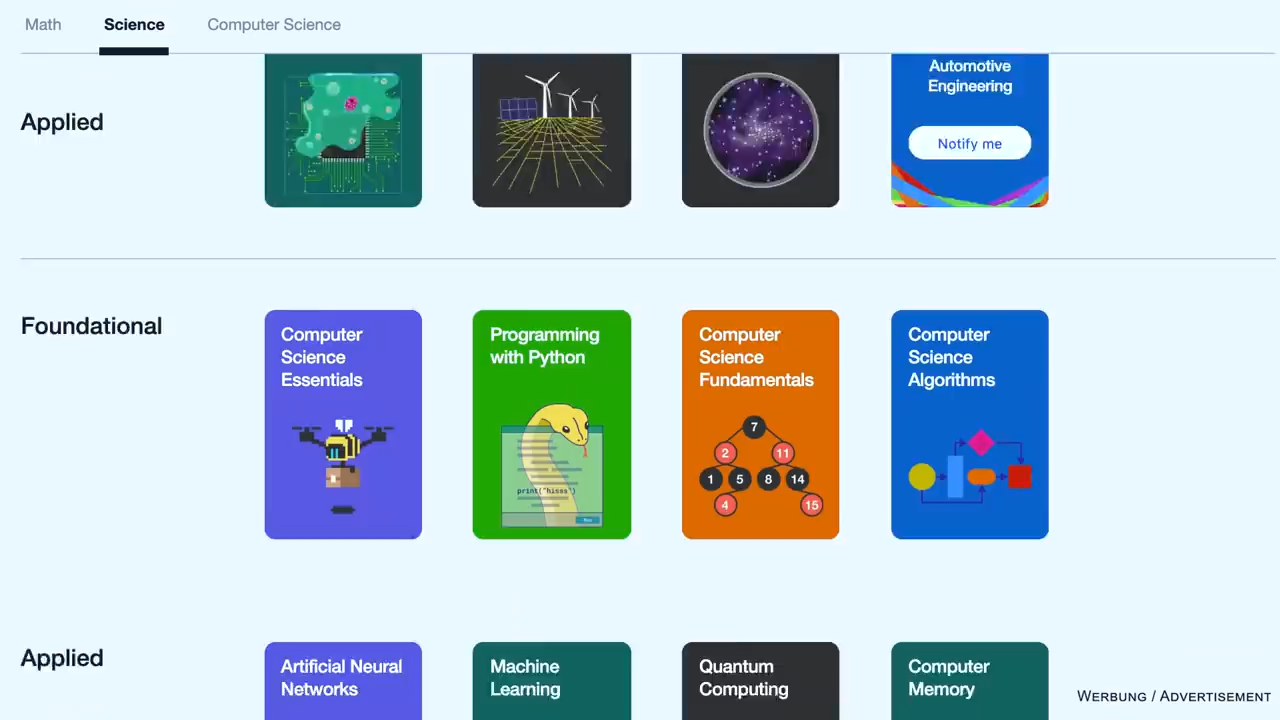 Math
Science
Computer Science
Applied
Automotive
Engineering
Notify me
Foundational
Computer
Science
Essentials
Programming
with Python
print("hisss")
Computer
Science
Fundamentals
7
2
11
1
5
8
14
4
15
Computer
Science
Algorithms
Applied
Artificial Neural
Networks
Machine
Learning
Quantum
Computing
Computer
Memory
Werbung / Advertisement